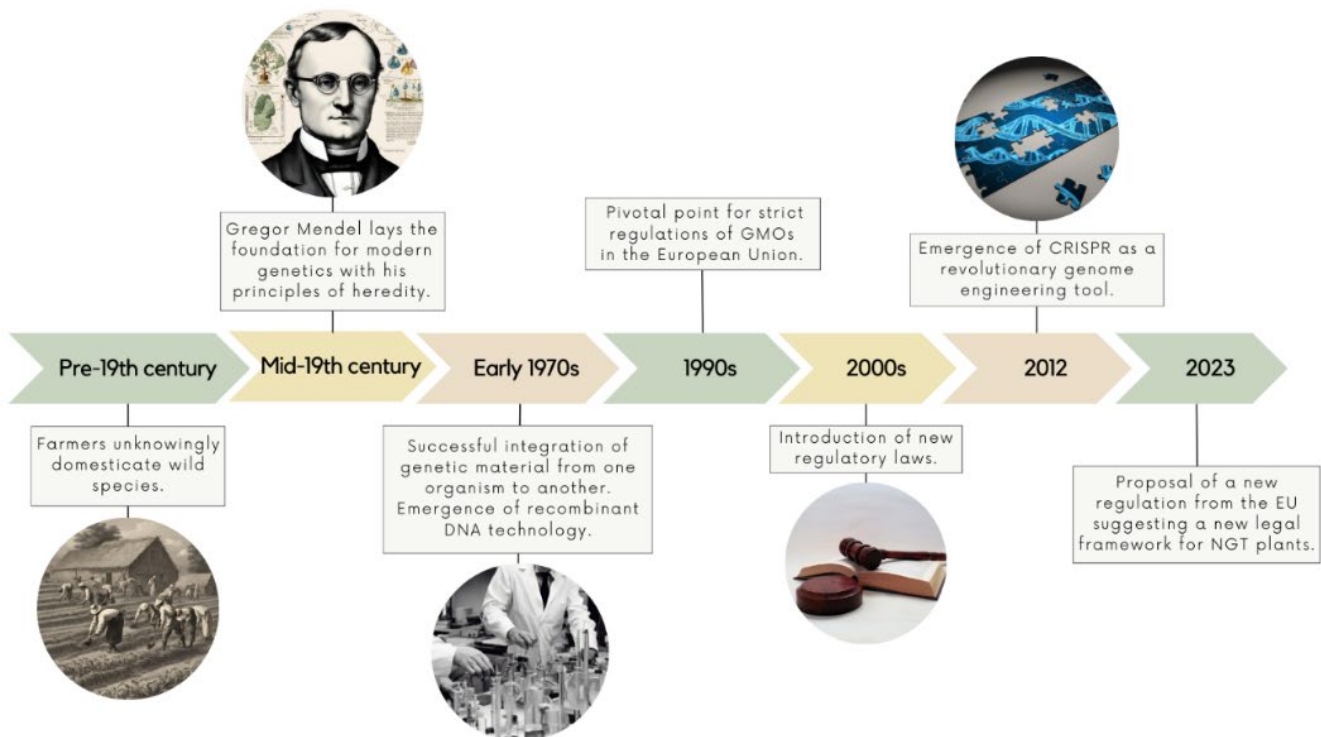 Gregor Mendel lays the
foundation for modern
genetics with his
principles of heredity.
Pivotal point for strict
regulations of GMOs
in the European Union.
Emergence of CRISPR as a
revolutionary genome
engineering tool.
Pre-19th century
Mid-19th century
Early 1970s
1990s
2000s
2012
2023
Farmers unknowingly
domesticate wild
species.
Successful integration of
genetic material from one
organism to another.
Emergence of recombinant
DNA technology.
Introduction of new
regulatory laws.
Proposal of a new
regulation from the EU
suggesting a new legal
framework for NGT plants.